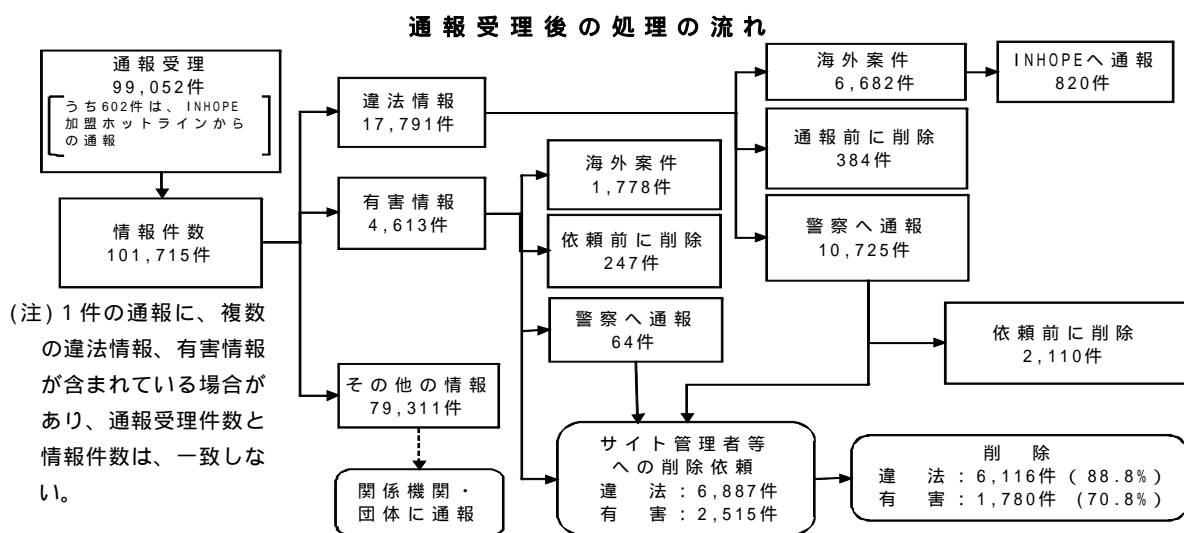 通報受理後の処理の流れ
通報受理
99,052件
うち602件は、INHOPE
加盟ホットラインから
の通報
情報件数
101,715件
(注)1件の通報に、複数
の違法情報、有害情報
が含まれている場合が
あり、通報受理件数と
情報件数は、一致しな
い。
違法情報
17,791件
有害情報
4,613件
その他の情報
79,311件
関係機関・
団体に通報
海外案件
1,778件
依頼前に削除
247件
警察へ通報
64件
海外案件
6,682件
INHOPEへ通報
820件
通報前に削除
384件
警察へ通報
10,725件
依頼前に削除
2,110件
サイト管理者等
への削除依頼
違 法:6,887件
有 害:2,515件
削 除
違 法:6,116件(88.8%)
有 害:1,780件 (70.8%)